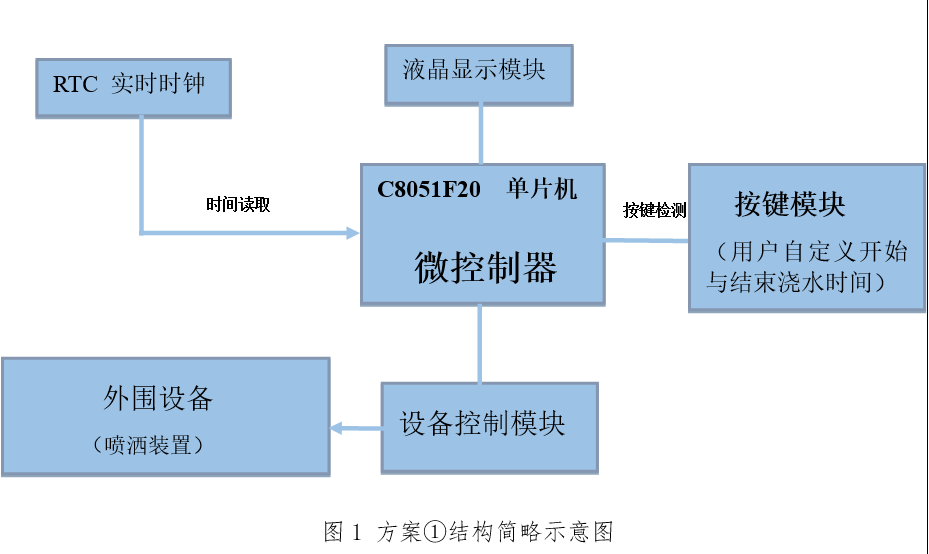 RTC 实时时钟
液晶显示模块
时间读取
C8051F20 单片机
微控制器
按键检测
按键模块
（用户自定义开始
与结束浇水时间）
外围设备
（喷洒装置）
设备控制模块
图1 方案①结构简略示意图